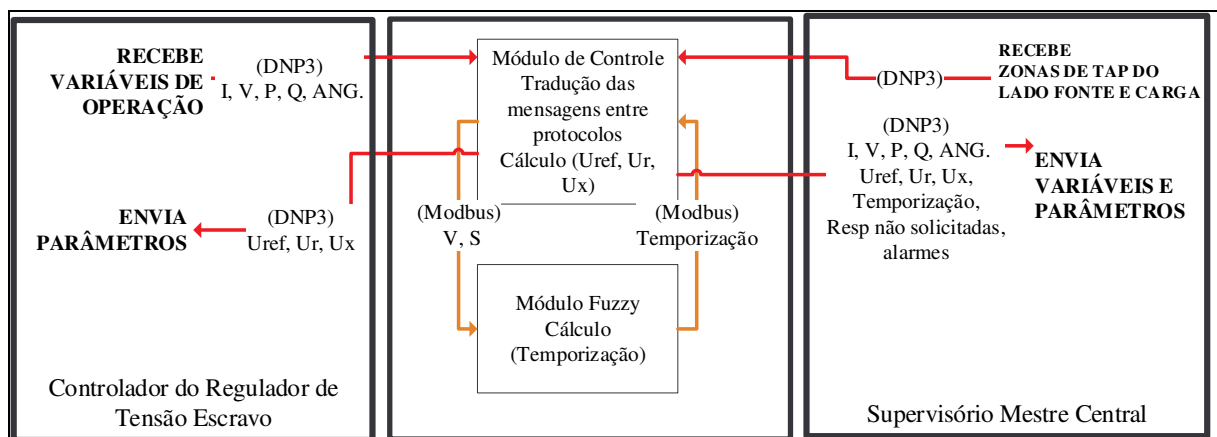 RECEBE
VARIÁVEIS DE
OPERAÇÃO
(DNP3)
I, V, P, Q, ANG.
ENVIA
PARÂMETROS
(DNP3)
Uref, Ur, Ux
Controlador do Regulador de
Tensão Escravo
Módulo de Controle
Tradução das
mensagens entre
protocolos
Cálculo (Uref, Ur,
Ux)
(Modbus)
V, S
(Modbus)
Temporização
Módulo Fuzzy
Cálculo
(Temporização)
(DNP3)
RECEBE
ZONAS DE TAP DO
LADO FONTE E CARGA
(DNP3)
I, V, P, Q, ANG.
Uref, Ur, Ux,
Temporização,
Resp não solicitadas,
alarmes
ENVIA
VARIÁVEIS E
PARÂMETROS
Supervisório Mestre Central